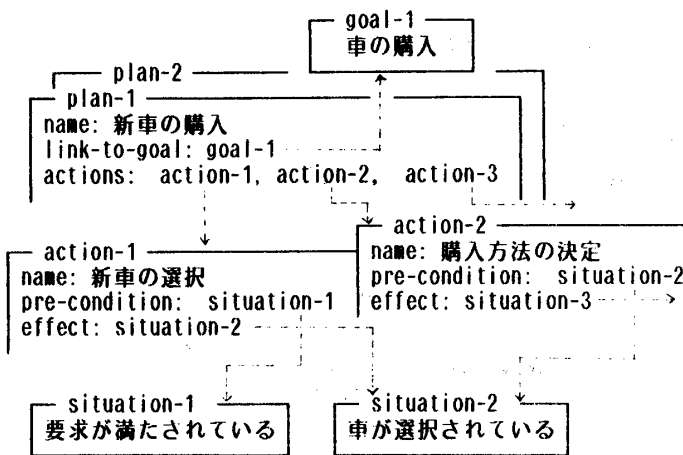 goal-1
車の購入
plan-2
plan-1
name: 新車の購入
link-to-goal: goal-1
actions: action-1, action-2, action-3
action-1
name: 新車の選択
pre-condition: situation-1
effect: situation-2
action-2
name: 購入方法の決定
pre-condition: situation-2
effect: situation-3
situation-1
要求が満たされている
situation-2
車が選択されている